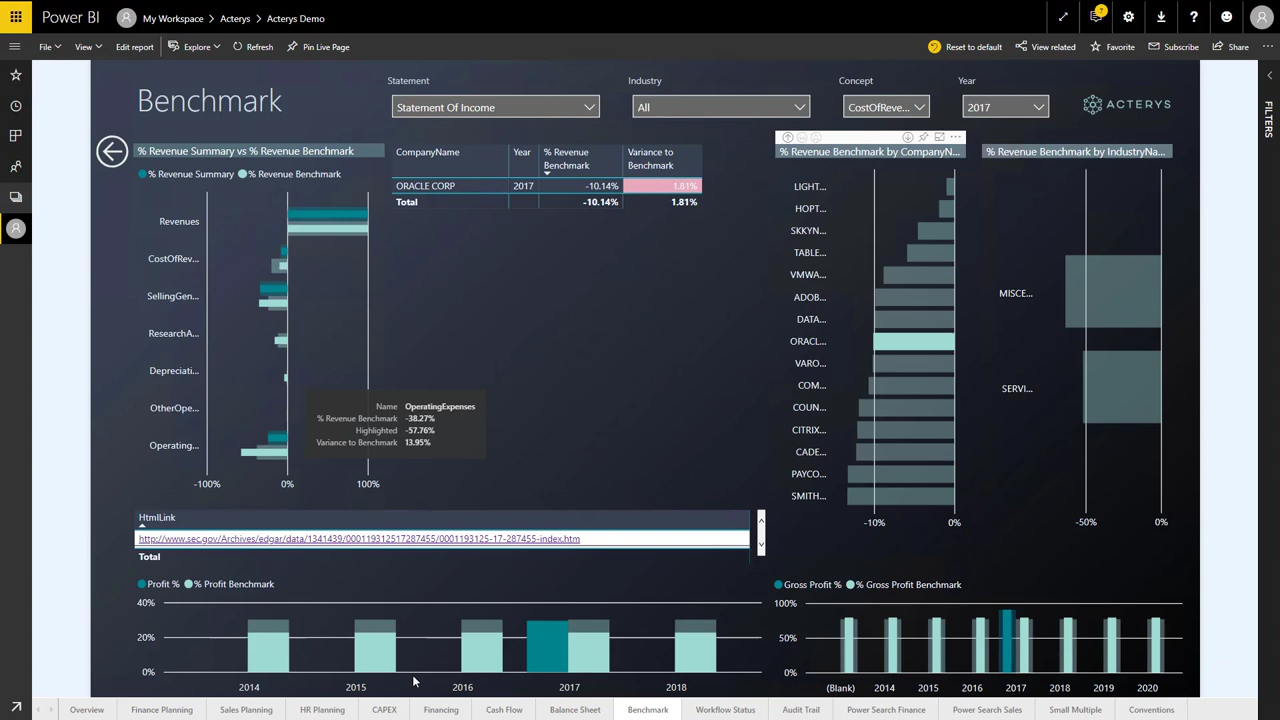 Power BI
My Workspace > Acterys > Acterys Demo
7
File
View
Edit report
Explore
Refresh
Pin Live Page
Reset to default
View related
Favorite
Subscribe
Share
FILTERS
Benchmark
Statement
Statement Of Income
Industry
All
Concept
CostOfReve...
Year
2017
ACTERYS
% Revenue Summary vs % Revenue Benchmark
% Revenue Summary
% Revenue Benchmark
Revenues
CostOfRev...
SellingGen...
ResearchA...
Depreciati...
OtherOpe...
Operating...
-100%
0%
100%
CompanyName
Year
% Revenue Benchmark
Variance to Benchmark
ORACLE CORP
2017
-10.14%
1.81%
Total
-10.14%
1.81%
Name OperatingExpenses
% Revenue Benchmark -38.27%
Highlighted -57.76%
Variance to Benchmark 13.95%
% Revenue Benchmark by CompanyN...
LIGHT...
HOPT...
SKKYN...
TABLE...
VMWA...
ADOB...
DATA...
ORACL...
VARO...
COM...
COUN...
CITRIX...
CADE...
PAYCO...
SMITH...
-10%
0%
% Revenue Benchmark by IndustryNa...
MISCE...
SERVI...
-50%
0%
HtmlLink
http://www.sec.gov/Archives/edgar/data/1341439/000119312517287455/0001193125-17-287455-index.htm
Total
Profit %
% Profit Benchmark
40%
20%
0%
2014
2015
2016
2017
2018
Gross Profit %
% Gross Profit Benchmark
100%
50%
0%
(Blank)
2014
2015
2016
2017
2018
2019
2020
Overview
Finance Planning
Sales Planning
HR Planning
CAPEX
Financing
Cash Flow
Balance Sheet
Benchmark
Workflow Status
Audit Trail
Power Search Finance
Power Search Sales
Small Multiple
Conventions